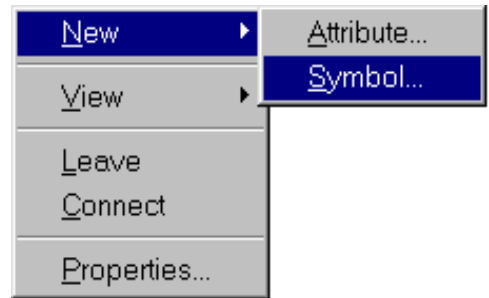 New
Attribute...
Symbol...
View
Leave
Connect
Properties...